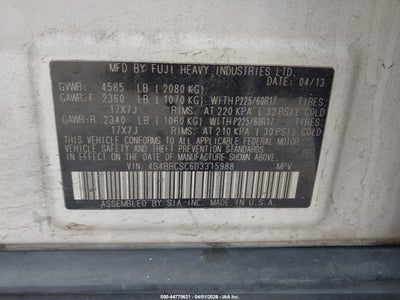 MFD BY FUJI HEAVY INDUSTRIES LTD.
DATE: 04/13
GVWR: 4585 LB (2080 KG)
GAWR:F 2360 LB (1070 KG) WITH P225/60R17 TIRES:
17X7J RIMS, AT 220 KPA (32 PSI) COLD
GAWR:R 2340 LB (1060 KG) WITH P225/60R17 TIRES:
17X7J RIMS, AT 210 KPA (30 PSI) COLD
THIS VEHICLE CONFORMS TO ALL
APPLICABLE FEDERAL MOTOR
VEHICLE SAFETY AND THEFT
PREVENTION STANDARDS IN
EFFECT ON THE DATE OF
MANUFACTURE SHOWN ABOVE.
VIN: 4S4BRCSC6D3315988 MPV
ASSEMBLED BY SIA-INC. MADE IN U.S.A.
000-44770621 - 04/01/2026 - IAA